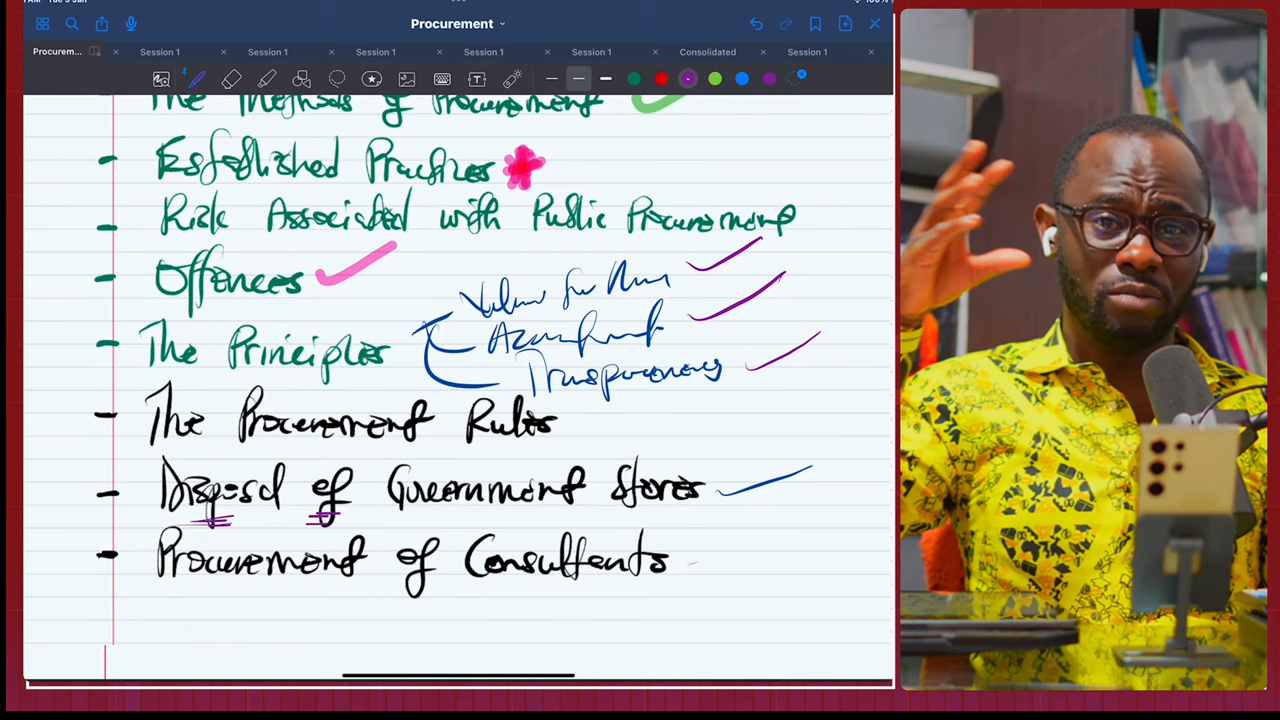 Procurement
Procurem... Session 1 Session 1 Session 1 Session 1 Session 1 Consolidated Session 1
The Methods of Procurement
- Established Practices
- Risk Associated with Public Procurement
- Offences
Value for
- The Principles
Transparency
- The Procurement Rules
- Disposal of Government Stores
- Procurement of Consultants